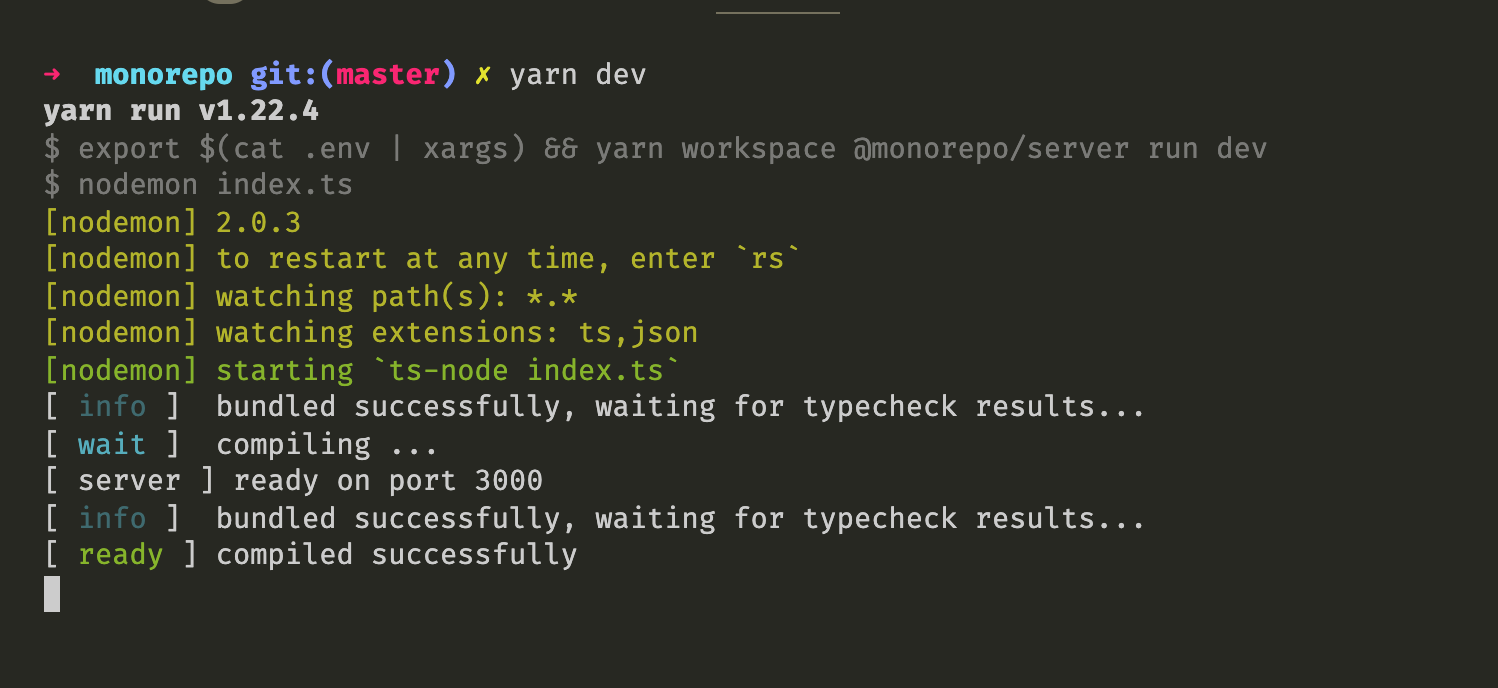 ➜  monorepo git:(master) ✗ yarn dev
yarn run v1.22.4
$ export $(cat .env | xargs) && yarn workspace @monorepo/server run dev
$ nodemon index.ts
[nodemon] 2.0.3
[nodemon] to restart at any time, enter `rs`
[nodemon] watching path(s): *.*
[nodemon] watching extensions: ts,json
[nodemon] starting `ts-node index.ts`
[ info ]  bundled successfully, waiting for typecheck results...
[ wait ]  compiling ...
[ server ] ready on port 3000
[ info ]  bundled successfully, waiting for typecheck results...
[ ready ] compiled successfully